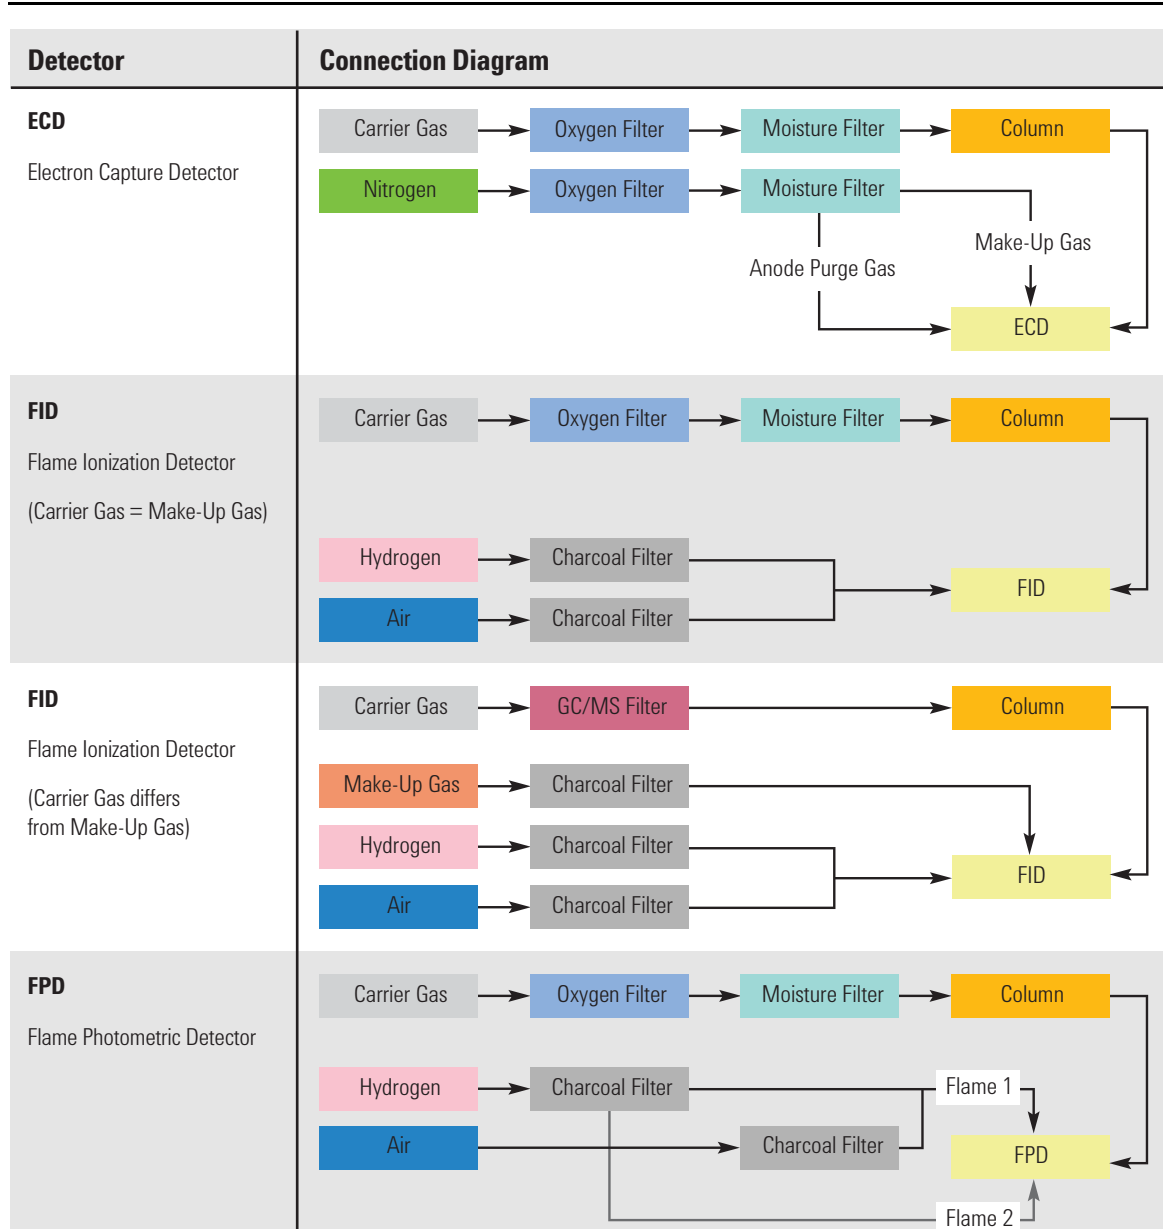 Detector Connection Diagram
ECD
Electron Capture Detector
Carrier Gas Oxygen Filter Moisture Filter Column
Nitrogen Oxygen Filter Moisture Filter
Make-Up Gas
Anode Purge Gas
ECD
FID
Flame Ionization Detector
(Carrier Gas = Make-Up Gas)
Carrier Gas Oxygen Filter Moisture Filter Column
Hydrogen Charcoal Filter
FID
Air Charcoal Filter
FID
Flame Ionization Detector
(Carrier Gas differs
from Make-Up Gas)
Carrier Gas GC/MS Filter Column
Make-Up Gas Charcoal Filter
Hydrogen Charcoal Filter
FID
Air Charcoal Filter
FPD
Flame Photometric Detector
Carrier Gas Oxygen Filter Moisture Filter Column
Hydrogen Charcoal Filter Flame 1
Air Charcoal Filter FPD
Flame 2